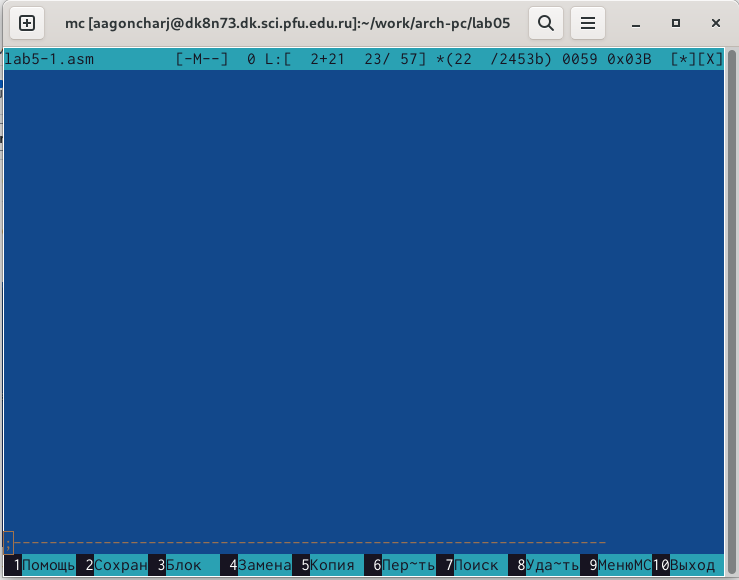 mc [aagoncharj@dk8n73.dk.sci.pfu.edu.ru]:~/work/arch-pc/lab05
lab5-1.asm [-M--] 0 L:[ 2+21 23/ 57] *(22 /2453b) 0059 0x03B [*][X]
;------------------------------------------------------------------
1Помощь 2Сохран 3Блок 4Замена 5Копия 6Пер~ть 7Поиск 8Уда~ть 9МенюMC 10Выход